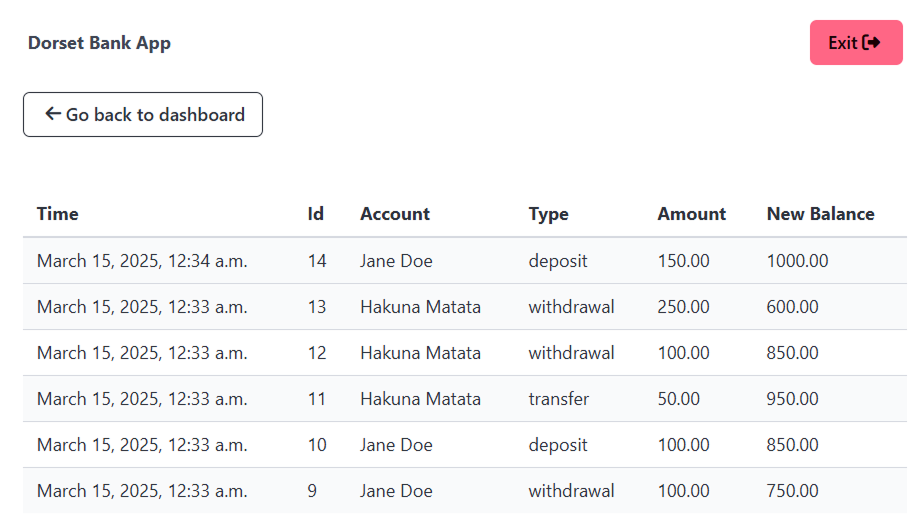 Dorset Bank App
Exit
Go back to dashboard
Time Id Account Type Amount New Balance
March 15, 2025, 12:34 a.m. 14 Jane Doe deposit 150.00 1000.00
March 15, 2025, 12:33 a.m. 13 Hakuna Matata withdrawal 250.00 600.00
March 15, 2025, 12:33 a.m. 12 Hakuna Matata withdrawal 100.00 850.00
March 15, 2025, 12:33 a.m. 11 Hakuna Matata transfer 50.00 950.00
March 15, 2025, 12:33 a.m. 10 Jane Doe deposit 100.00 850.00
March 15, 2025, 12:33 a.m. 9 Jane Doe withdrawal 100.00 750.00